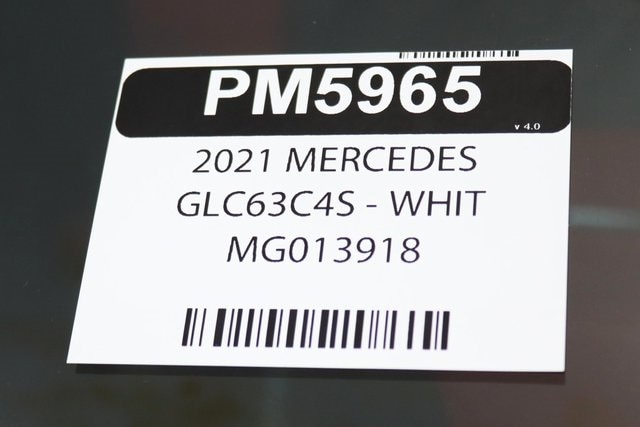 PM5965
v 4.0
2021 MERCEDES
GLC63C4S - WHIT
MG013918